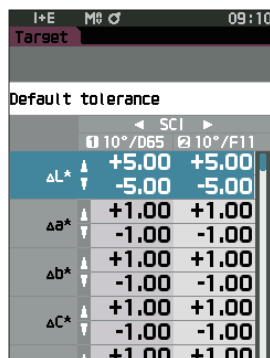 I+E M0 ♂ 09:10
Target
Default tolerance
◄ SCI ►
1 10°/D65 2 10°/F11
ΔL* ▲ +5.00 +5.00
▼ -5.00 -5.00
Δa* ▲ +1.00 +1.00
▼ -1.00 -1.00
Δb* ▲ +1.00 +1.00
▼ -1.00 -1.00
ΔC* ▲ +1.00 +1.00
▼ -1.00 -1.00
▲ +1.00 +1.00